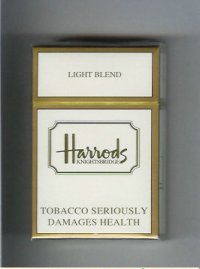 LIGHT BLEND
Harrods
KNIGHTSBRIDGE
TOBACCO SERIOUSLY
DAMAGES HEALTH